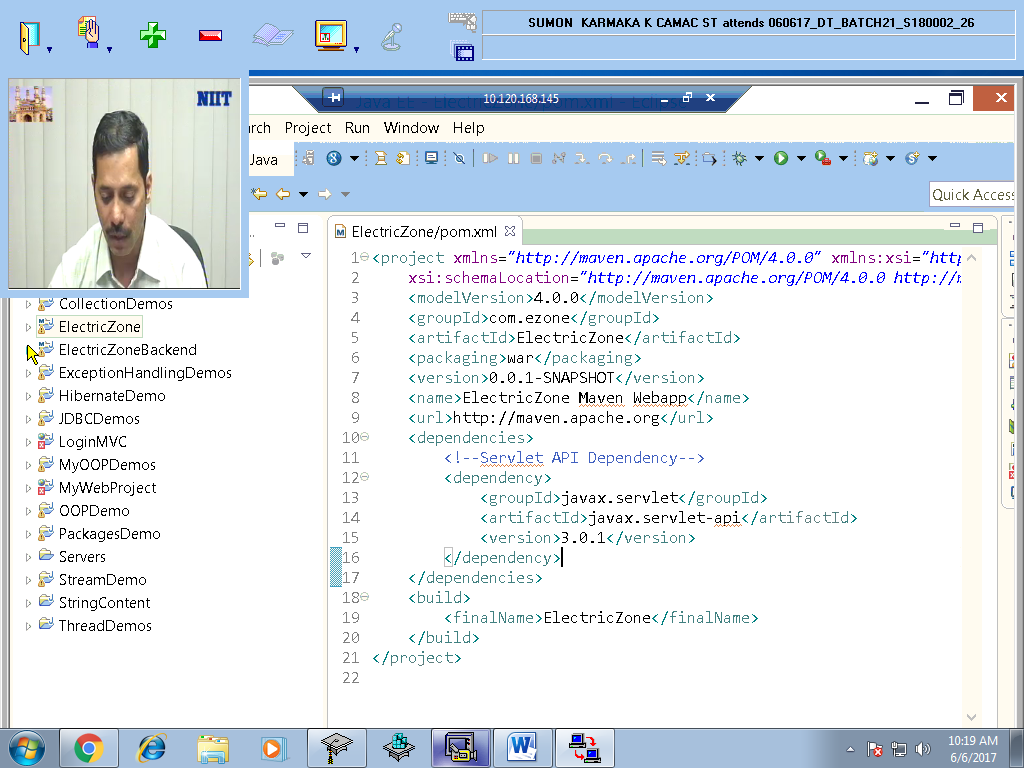 SUMON KARMAKA K CAMAC ST attends 060617_DT_BATCH21_S180002_26
NIIT
10.120.168.145
rch Project Run Window Help
Java
Quick Access
ElectricZone/pom.xml
CollectionDemos
ElectricZone
ElectricZoneBackend
ExceptionHandlingDemos
HibernateDemo
JDBCDemos
LoginMVC
MyOOPDemos
MyWebProject
OOPDemo
PackagesDemo
Servers
StreamDemo
StringContent
ThreadDemos
1 <project xmlns="http://maven.apache.org/POM/4.0.0" xmlns:xsi="http
2 xsi:schemaLocation="http://maven.apache.org/POM/4.0.0 http://m
3 <modelVersion>4.0.0</modelVersion>
4 <groupId>com.ezone</groupId>
5 <artifactId>ElectricZone</artifactId>
6 <packaging>war</packaging>
7 <version>0.0.1-SNAPSHOT</version>
8 <name>ElectricZone Maven Webapp</name>
9 <url>http://maven.apache.org</url>
10 <dependencies>
11 <!--Servlet API Dependency-->
12 <dependency>
13 <groupId>javax.servlet</groupId>
14 <artifactId>javax.servlet-api</artifactId>
15 <version>3.0.1</version>
16 </dependency>
17 </dependencies>
18 <build>
19 <finalName>ElectricZone</finalName>
20 </build>
21 </project>
22
10:19 AM
6/6/2017